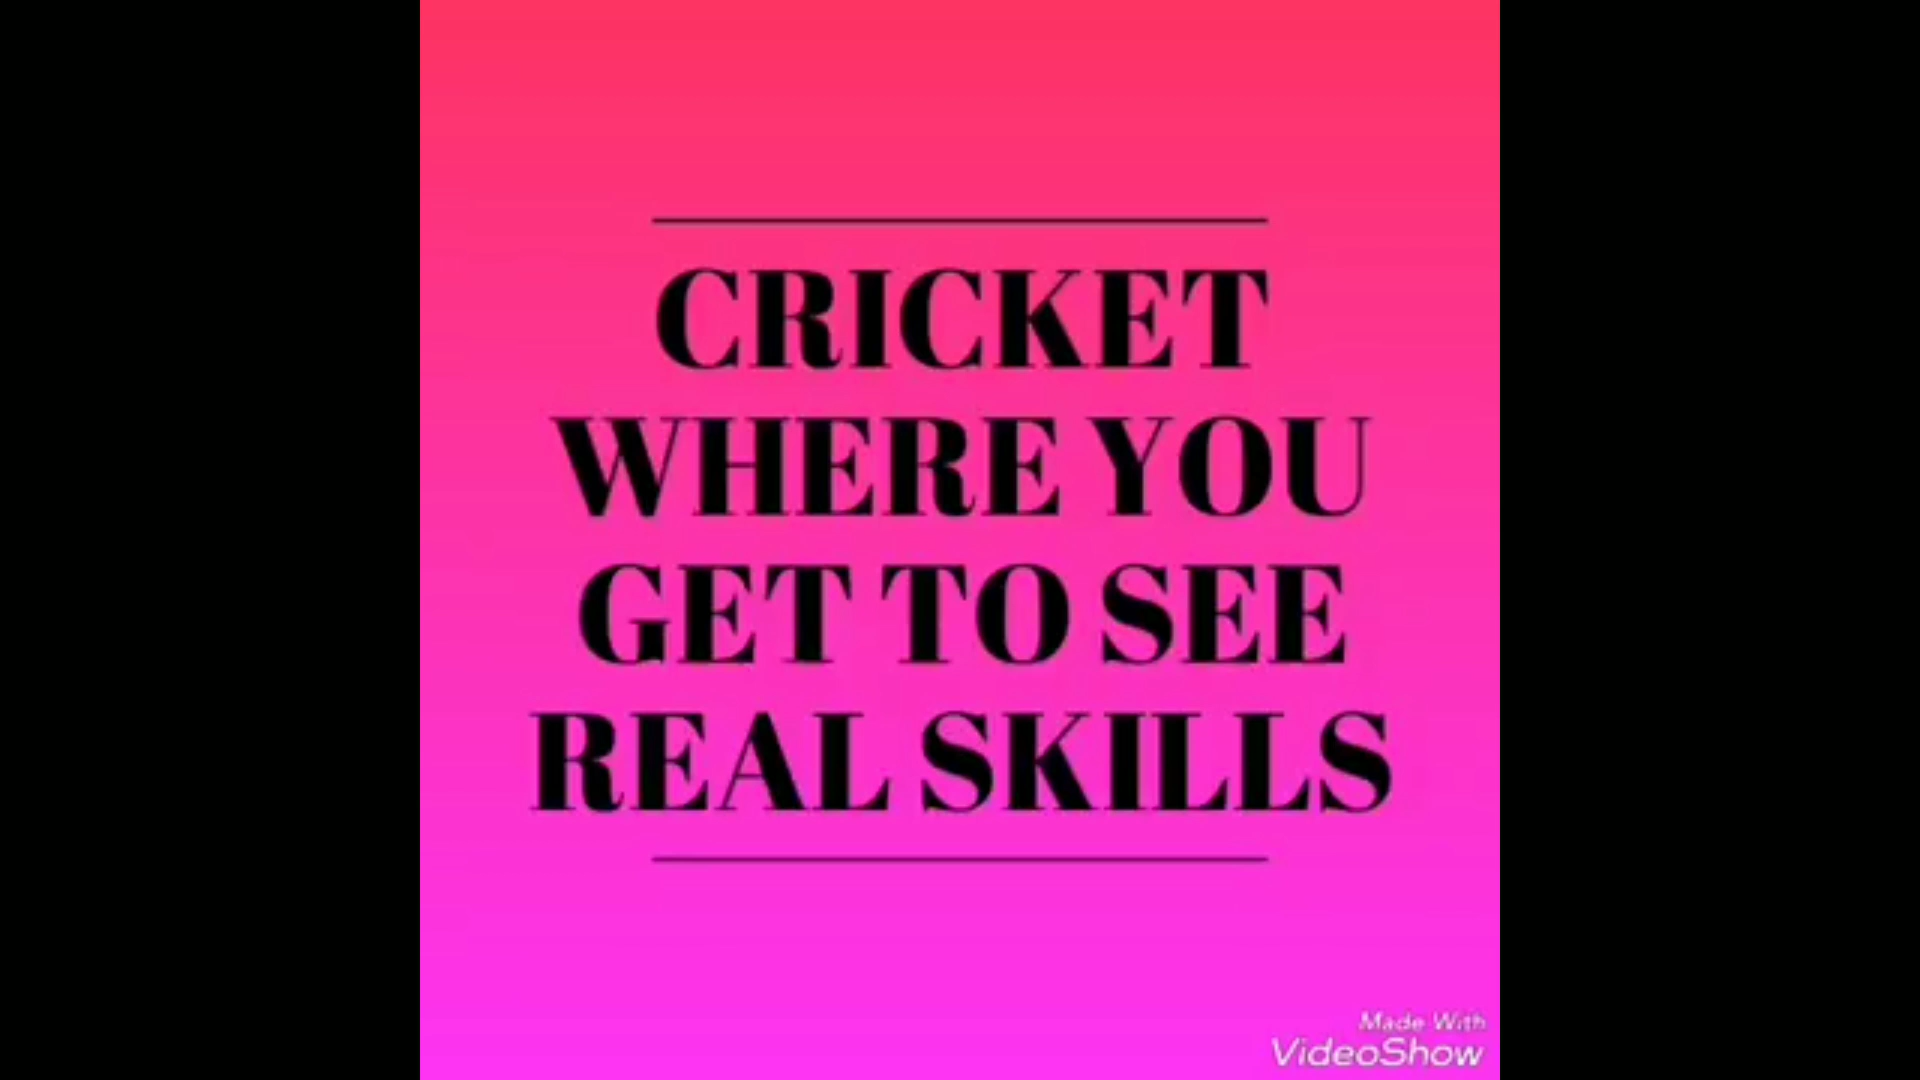 CRICKET
WHERE YOU
GET TO SEE
REAL SKILLS
Made With
VideoShow